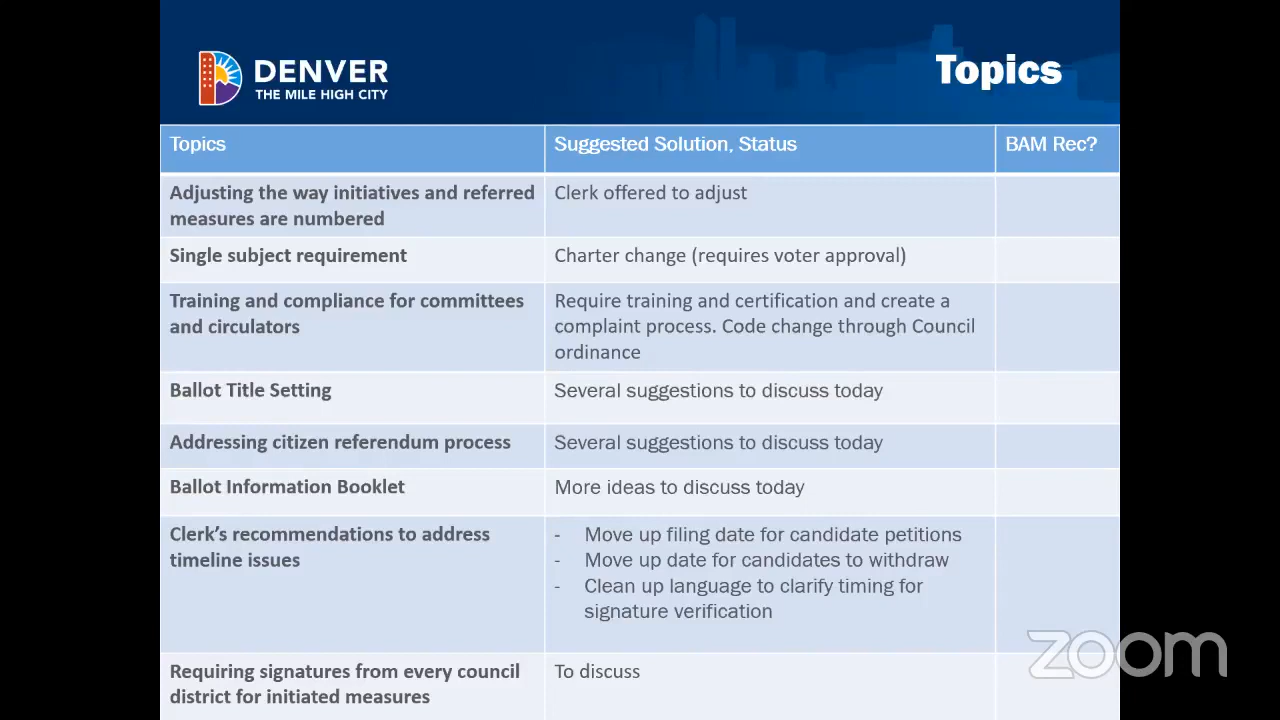 DENVER
THE MILE HIGH CITY
Topics
Topics
Suggested Solution, Status
BAM Rec?
Adjusting the way initiatives and referred
measures are numbered
Clerk offered to adjust
Single subject requirement
Charter change (requires voter approval)
Training and compliance for committees
and circulators
Require training and certification and create a
complaint process. Code change through Council
ordinance
Ballot Title Setting
Several suggestions to discuss today
Addressing citizen referendum process
Several suggestions to discuss today
Ballot Information Booklet
More ideas to discuss today
Clerk’s recommendations to address
timeline issues
- Move up filing date for candidate petitions
- Move up date for candidates to withdraw
- Clean up language to clarify timing for
signature verification
Requiring signatures from every council
district for initiated measures
To discuss
zoom